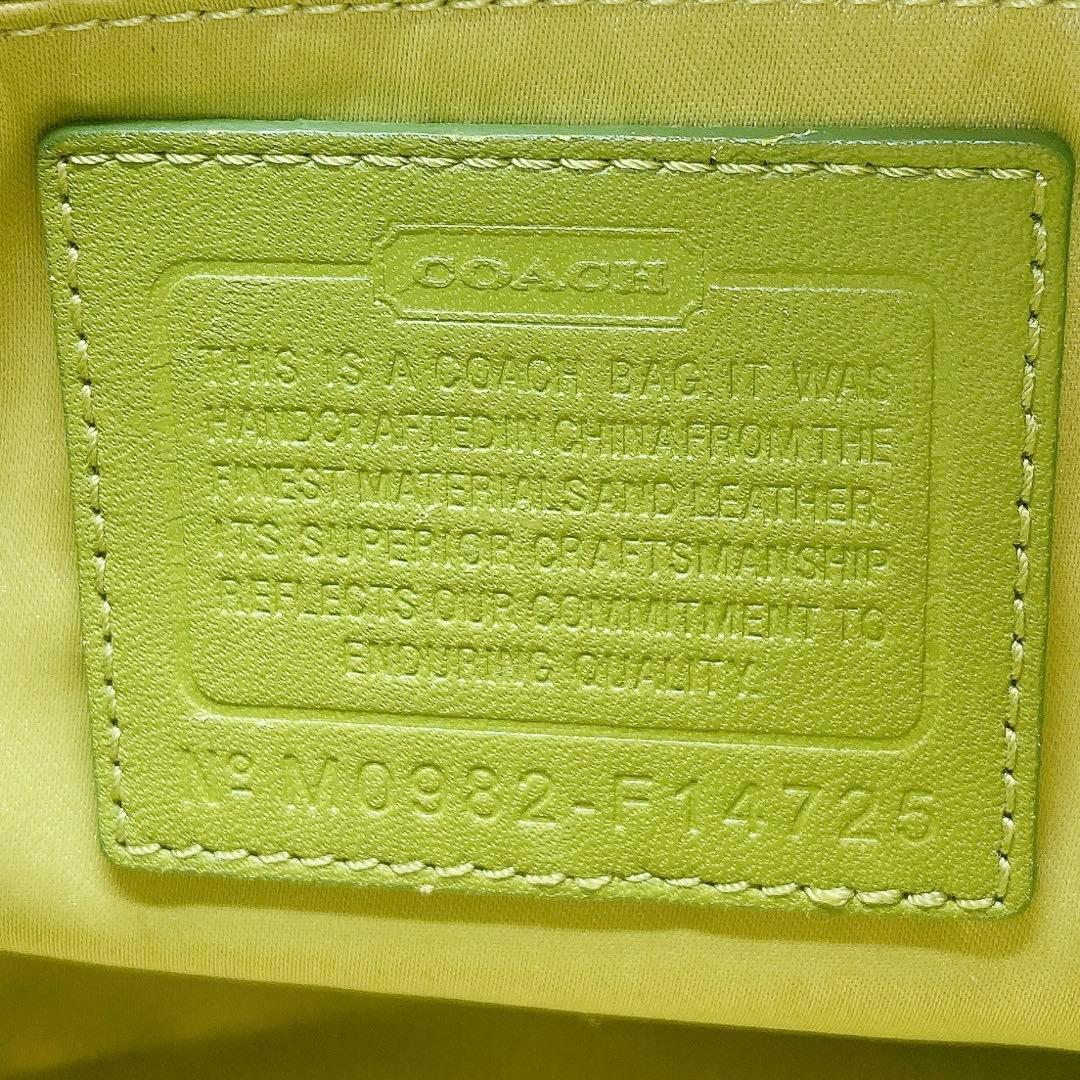 COACH
THIS IS A COACH BAG. IT WAS
HANDCRAFTED IN CHINA FROM THE
FINEST MATERIALS AND LEATHER.
ITS SUPERIOR CRAFTSMANSHIP
REFLECTS OUR COMMITMENT TO
ENDURING QUALITY.
Nº M0982-F14725